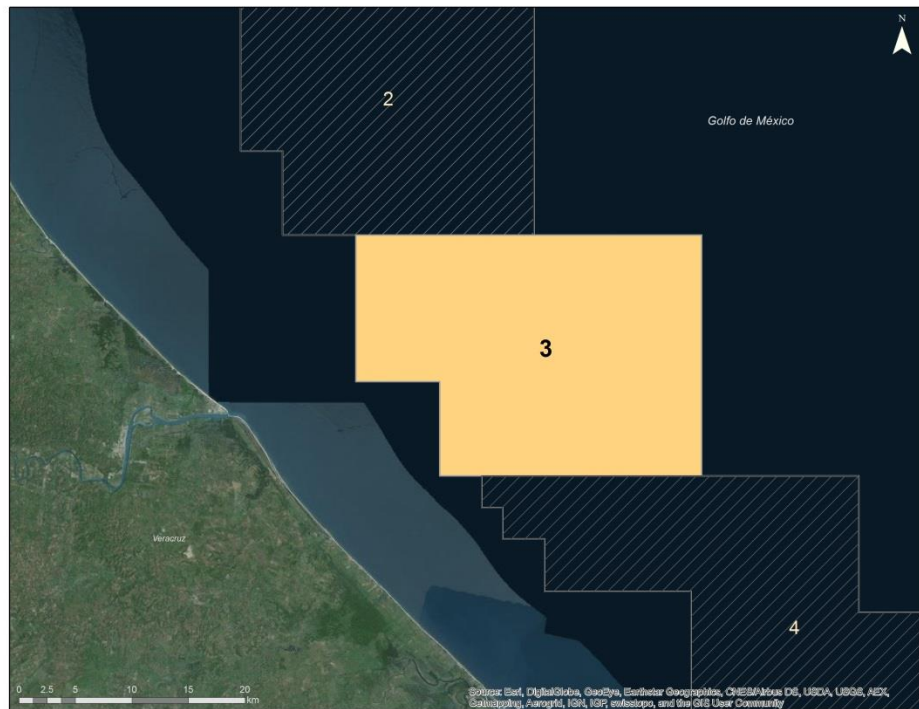 N
2
Golfo de México
3
Veracruz
4
0 2.5 5 10 15 20
km
Source: Esri, DigitalGlobe, GeoEye, Earthstar Geographics, CNES/Airbus DS, USDA, USGS, AEX,
Getmapping, Aerogrid, IGN, IGP, swisstopo, and the GIS User Community